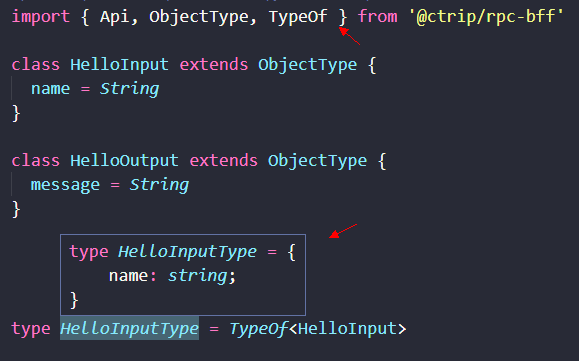 import { Api, ObjectType, TypeOf } from '@ctrip/rpc-bff'
class HelloInput extends ObjectType {
name = String
}
class HelloOutput extends ObjectType {
message = String
}
type HelloInputType = {
name: string;
}
type HelloInputType = TypeOf<HelloInput>